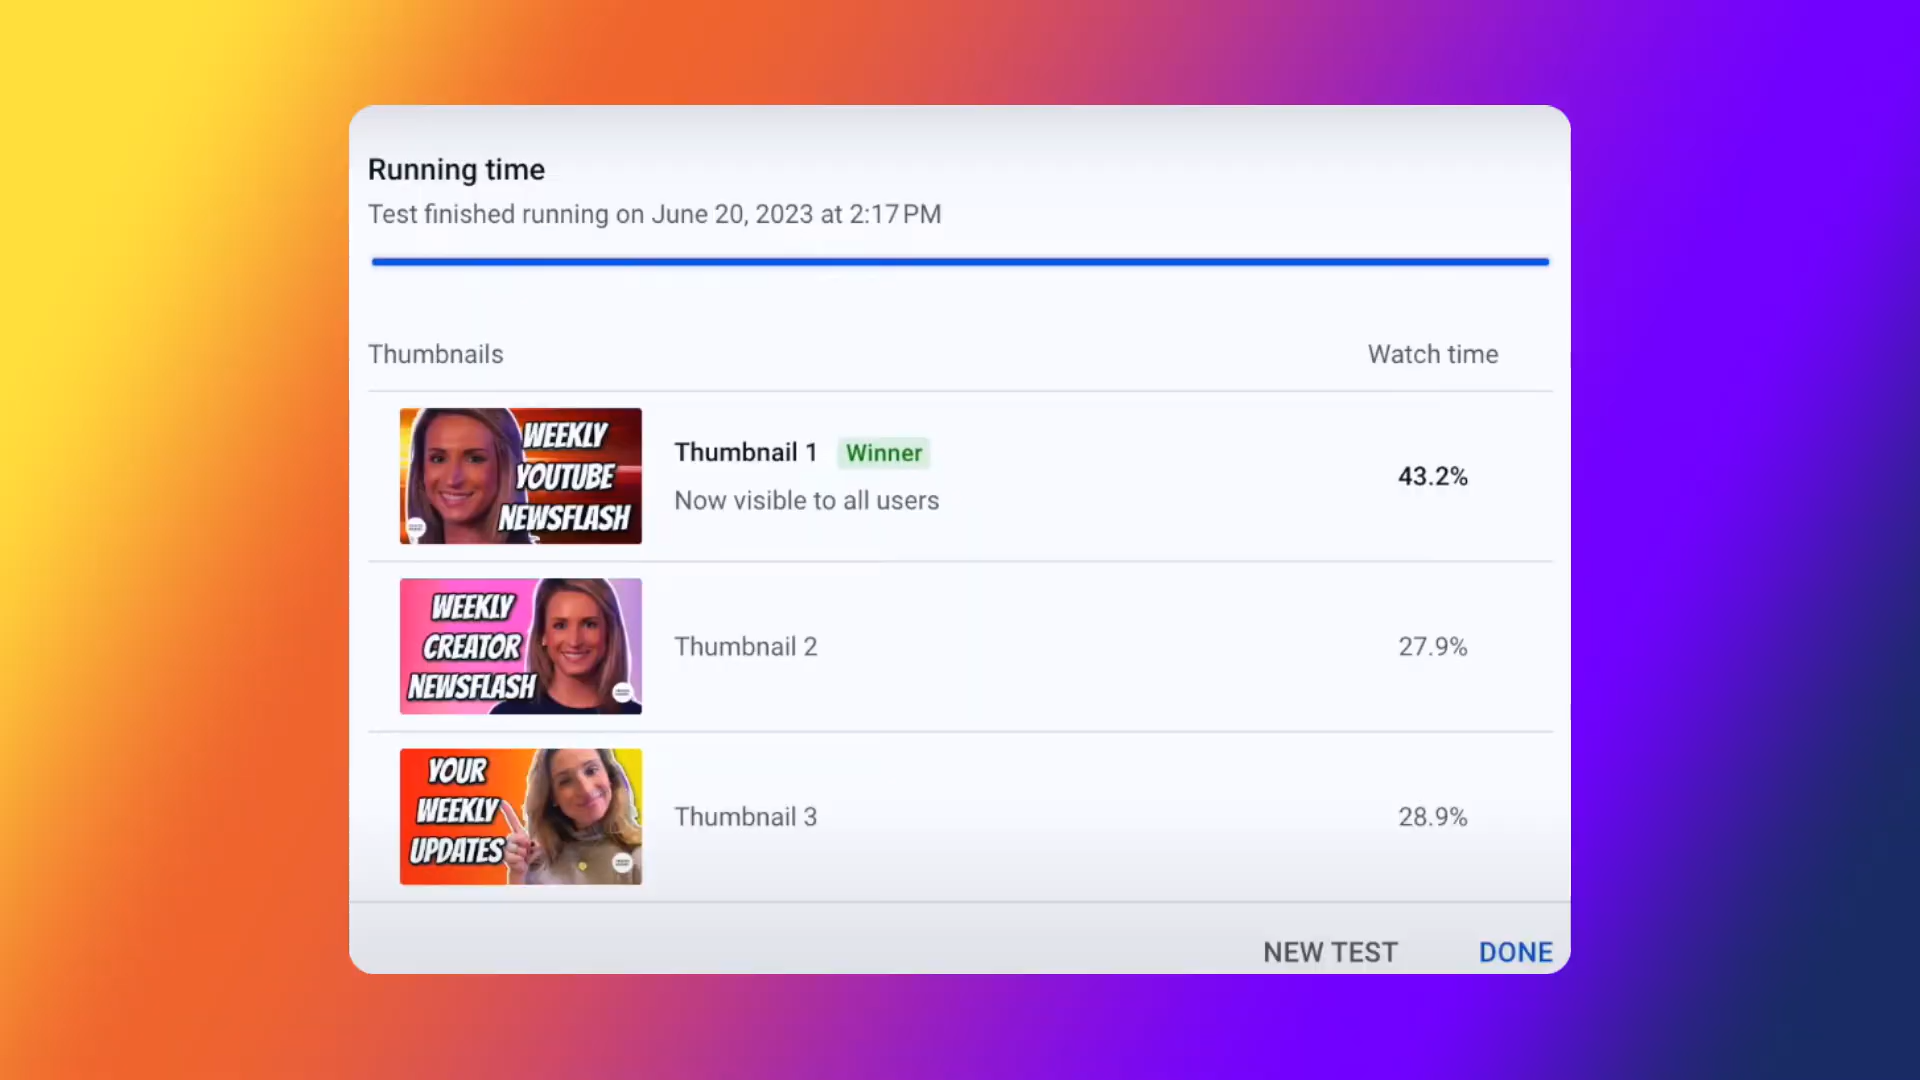 Running time
Test finished running on June 20, 2023 at 2:17 PM
Thumbnails
Watch time
WEEKLY
YOUTUBE
NEWSFLASH
Thumbnail 1
Winner
Now visible to all users
43.2%
WEEKLY
CREATOR
NEWSFLASH
Thumbnail 2
27.9%
YOUR
WEEKLY
UPDATES
Thumbnail 3
28.9%
NEW TEST
DONE